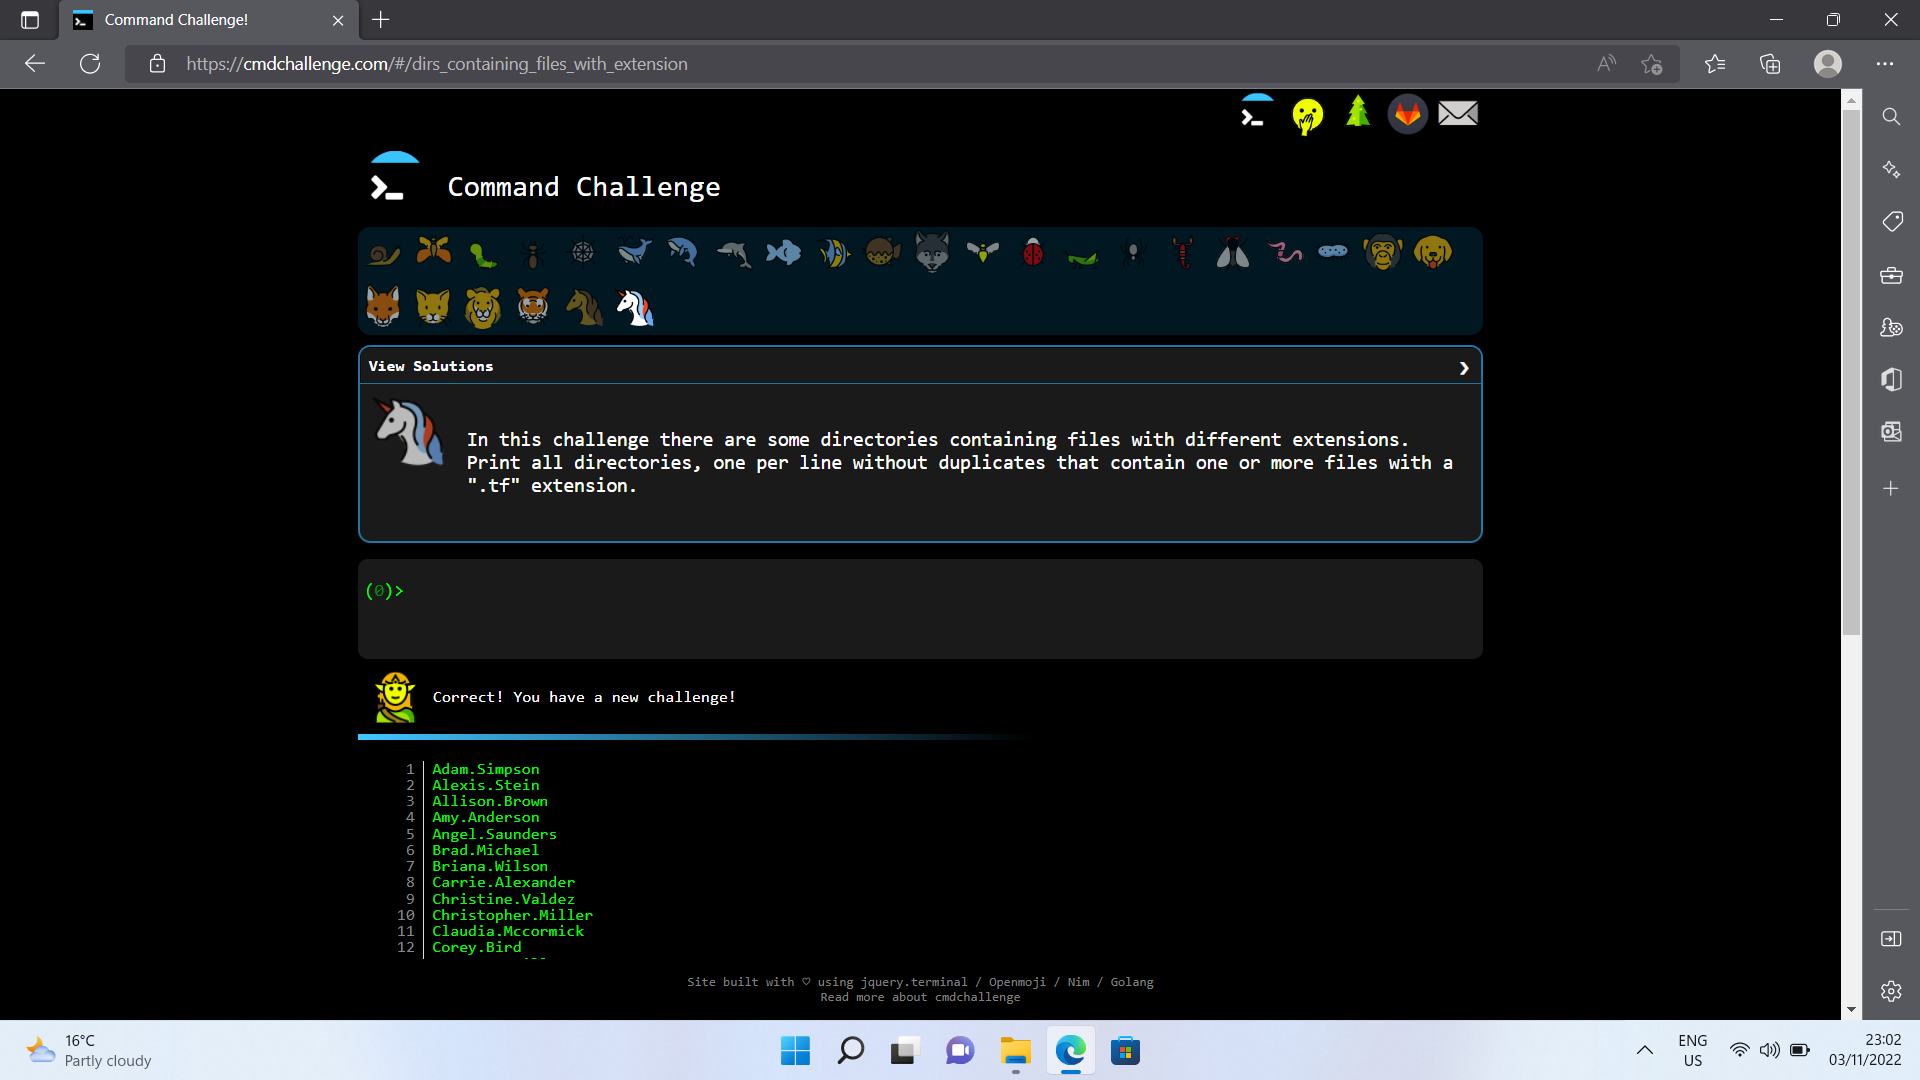 Command Challenge!
https://cmdchallenge.com/#/dirs_containing_files_with_extension
Command Challenge
View Solutions
In this challenge there are some directories containing files with different extensions.
Print all directories, one per line without duplicates that contain one or more files with a
".tf" extension.
(0)>
Correct! You have a new challenge!
1 Adam.Simpson
2 Alexis.Stein
3 Allison.Brown
4 Amy.Anderson
5 Angel.Saunders
6 Brad.Michael
7 Briana.Wilson
8 Carrie.Alexander
9 Christine.Valdez
10 Christopher.Miller
11 Claudia.Mccormick
12 Corey.Bird
Site built with ♡ using jquery.terminal / Openmoji / Nim / Golang
Read more about cmdchallenge
16°C
Partly cloudy
ENG
US
23:02
03/11/2022